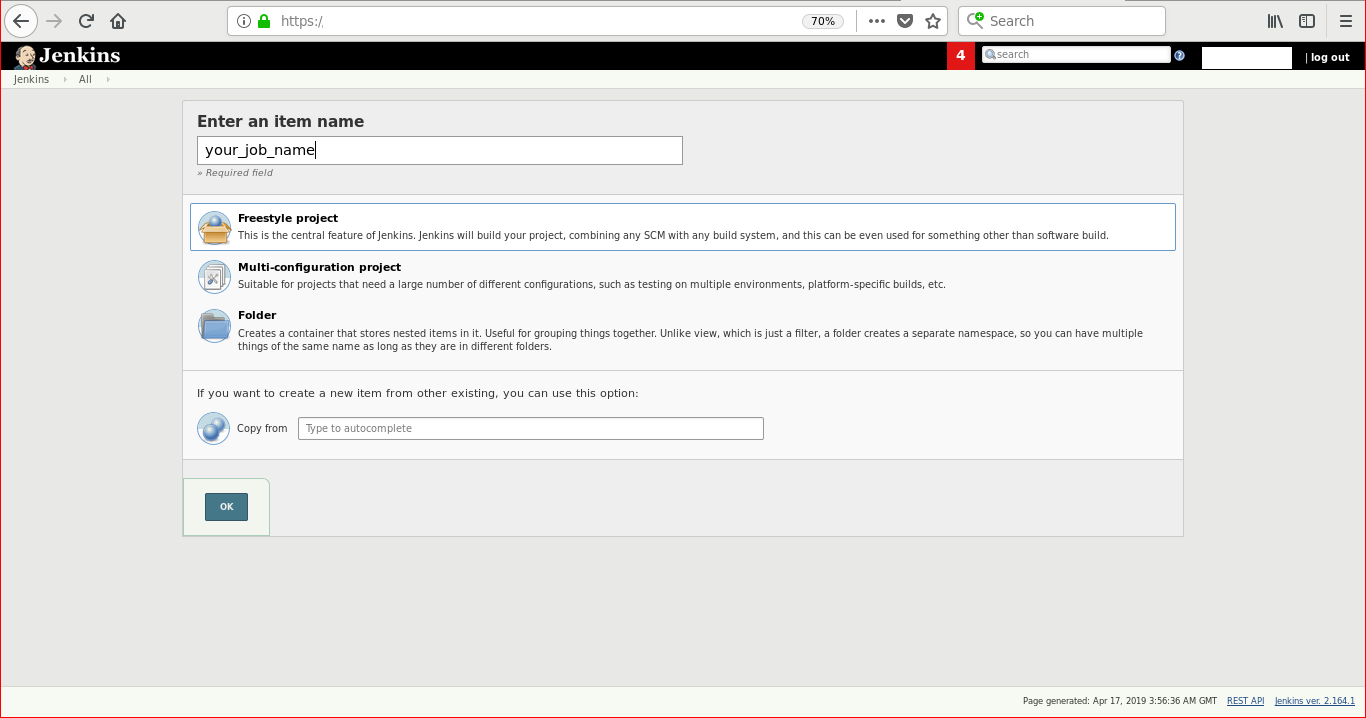 https:/
70%
Search
Jenkins
4
search
| log out
Jenkins
All
Enter an item name
your_job_name
» Required field
Freestyle project
This is the central feature of Jenkins. Jenkins will build your project, combining any SCM with any build system, and this can be even used for something other than software build.
Multi-configuration project
Suitable for projects that need a large number of different configurations, such as testing on multiple environments, platform-specific builds, etc.
Folder
Creates a container that stores nested items in it. Useful for grouping things together. Unlike view, which is just a filter, a folder creates a separate namespace, so you can have multiple
things of the same name as long as they are in different folders.
If you want to create a new item from other existing, you can use this option:
Copy from
Type to autocomplete
OK
Page generated: Apr 17, 2019 3:56:36 AM GMT
REST API
Jenkins ver. 2.164.1